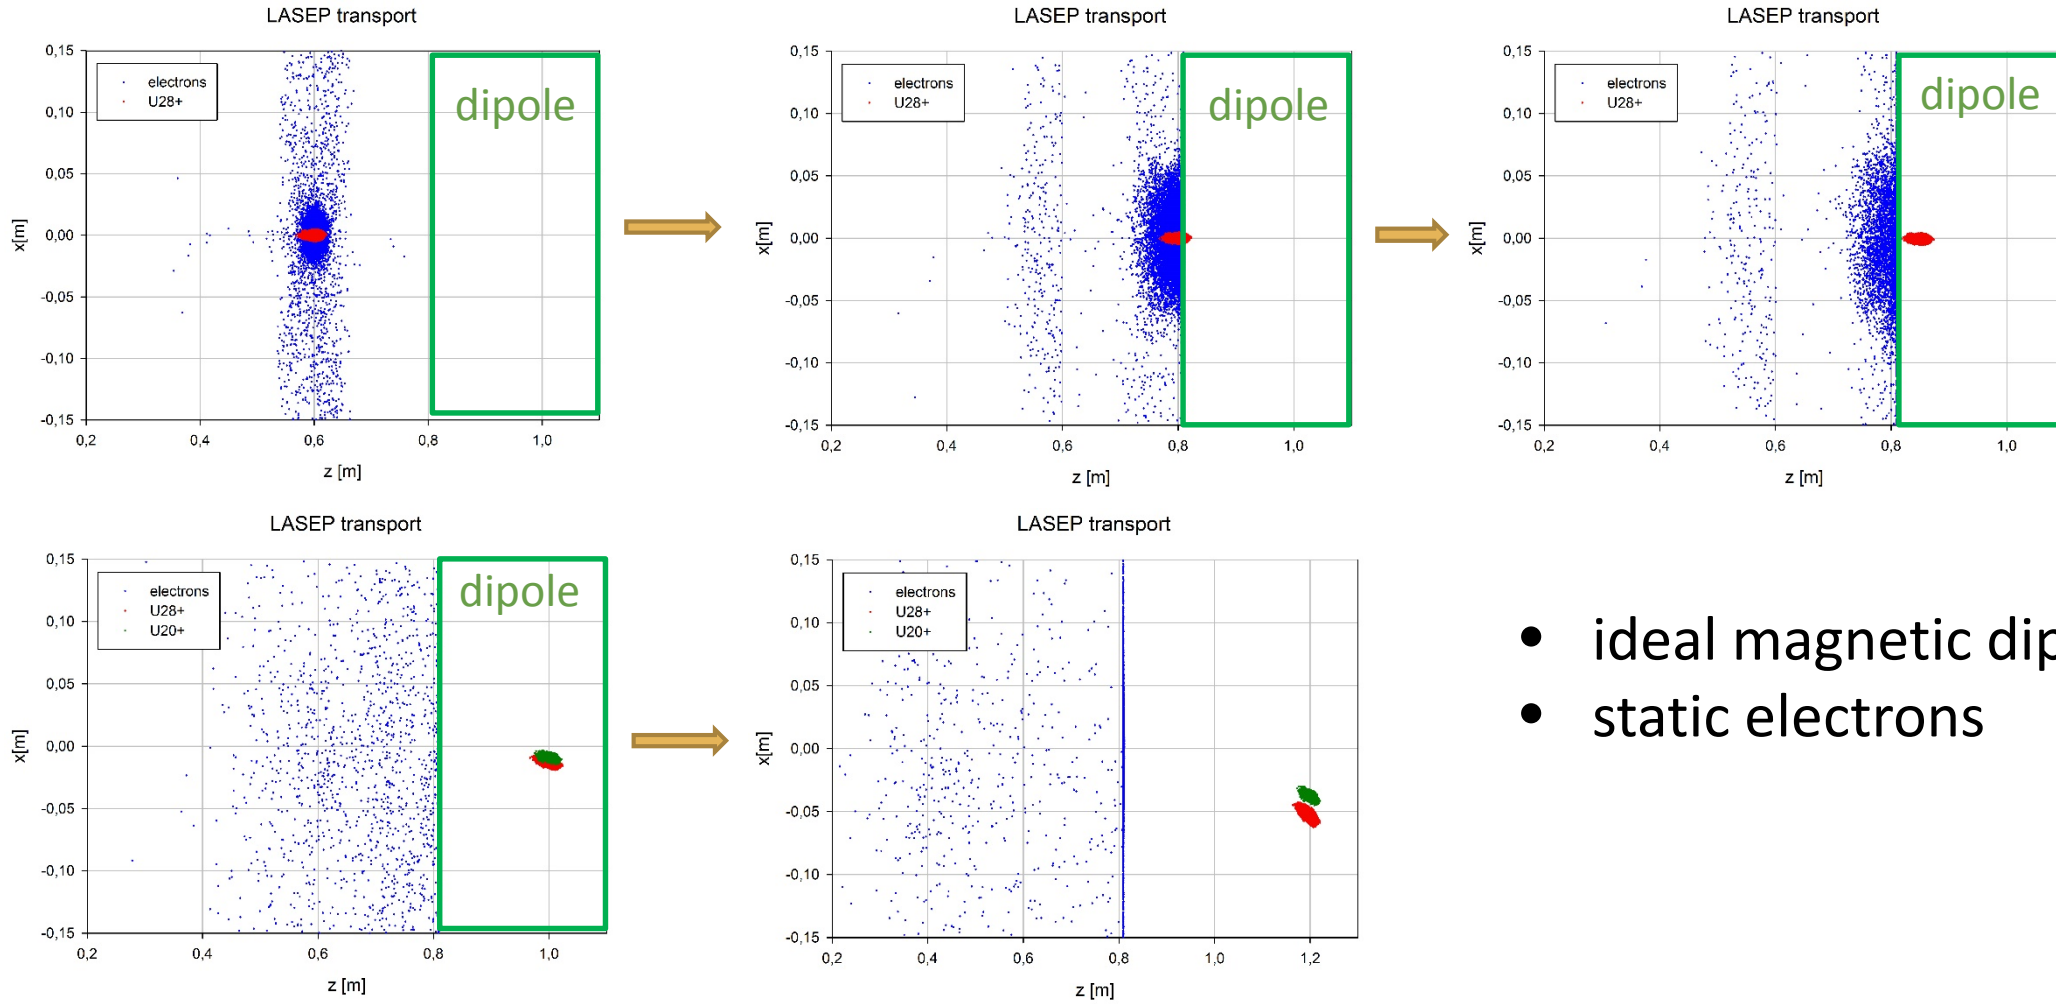 LASEP transport
0,15
0,10
0,05
0,00
-0,05
-0,10
-0,15
x[m]
electrons
U28+
dipole
0,2 0,4 0,6 0,8 1,0
z [m]
LASEP transport
0,15
0,10
0,05
0,00
-0,05
-0,10
-0,15
x[m]
electrons
U28+
dipole
0,2 0,4 0,6 0,8 1,0
z [m]
LASEP transport
0,15
0,10
0,05
0,00
-0,05
-0,10
-0,15
x[m]
electrons
U28+
dipole
0,2 0,4 0,6 0,8 1,0
z [m]
LASEP transport
0,15
0,10
0,05
0,00
-0,05
-0,10
-0,15
x[m]
electrons
U28+
U20+
dipole
0,2 0,4 0,6 0,8 1,0
z [m]
LASEP transport
0,15
0,10
0,05
0,00
-0,05
-0,10
-0,15
x[m]
electrons
U28+
U20+
0,2 0,4 0,6 0,8 1,0 1,2
z [m]
• ideal magnetic dip
• static electrons